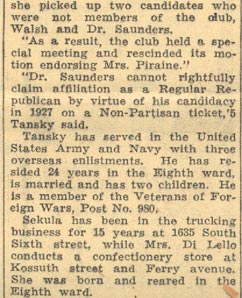 she picked up two candidates who
were not members of the club,
Walsh and Dr. Saunders.
"As a result, the club held a spe-
cial meeting and rescinded its mo-
tion endorsing Mrs. Piraine."
"Dr. Saunders cannot rightfully
claim affiliation as a Regular Re-
publican by virtue of his candidacy
in 1927 on a Non-Partisan ticket,'5
Tansky said.
Tansky has served in the United
States Army and Navy with three
overseas enlistments. He has re-
sided 24 years in the Eighth ward,
is married and has two children. He
is a member of the Veterans of For-
eign Wars, Post No. 980,
Sekula has been in the trucking
business for 15 years at 1635 South
Sixth street, while Mrs. Di Lello
conducts a confectionery store at
Kossuth street and Ferry avenue.
She was born and reared in the
Eighth ward.